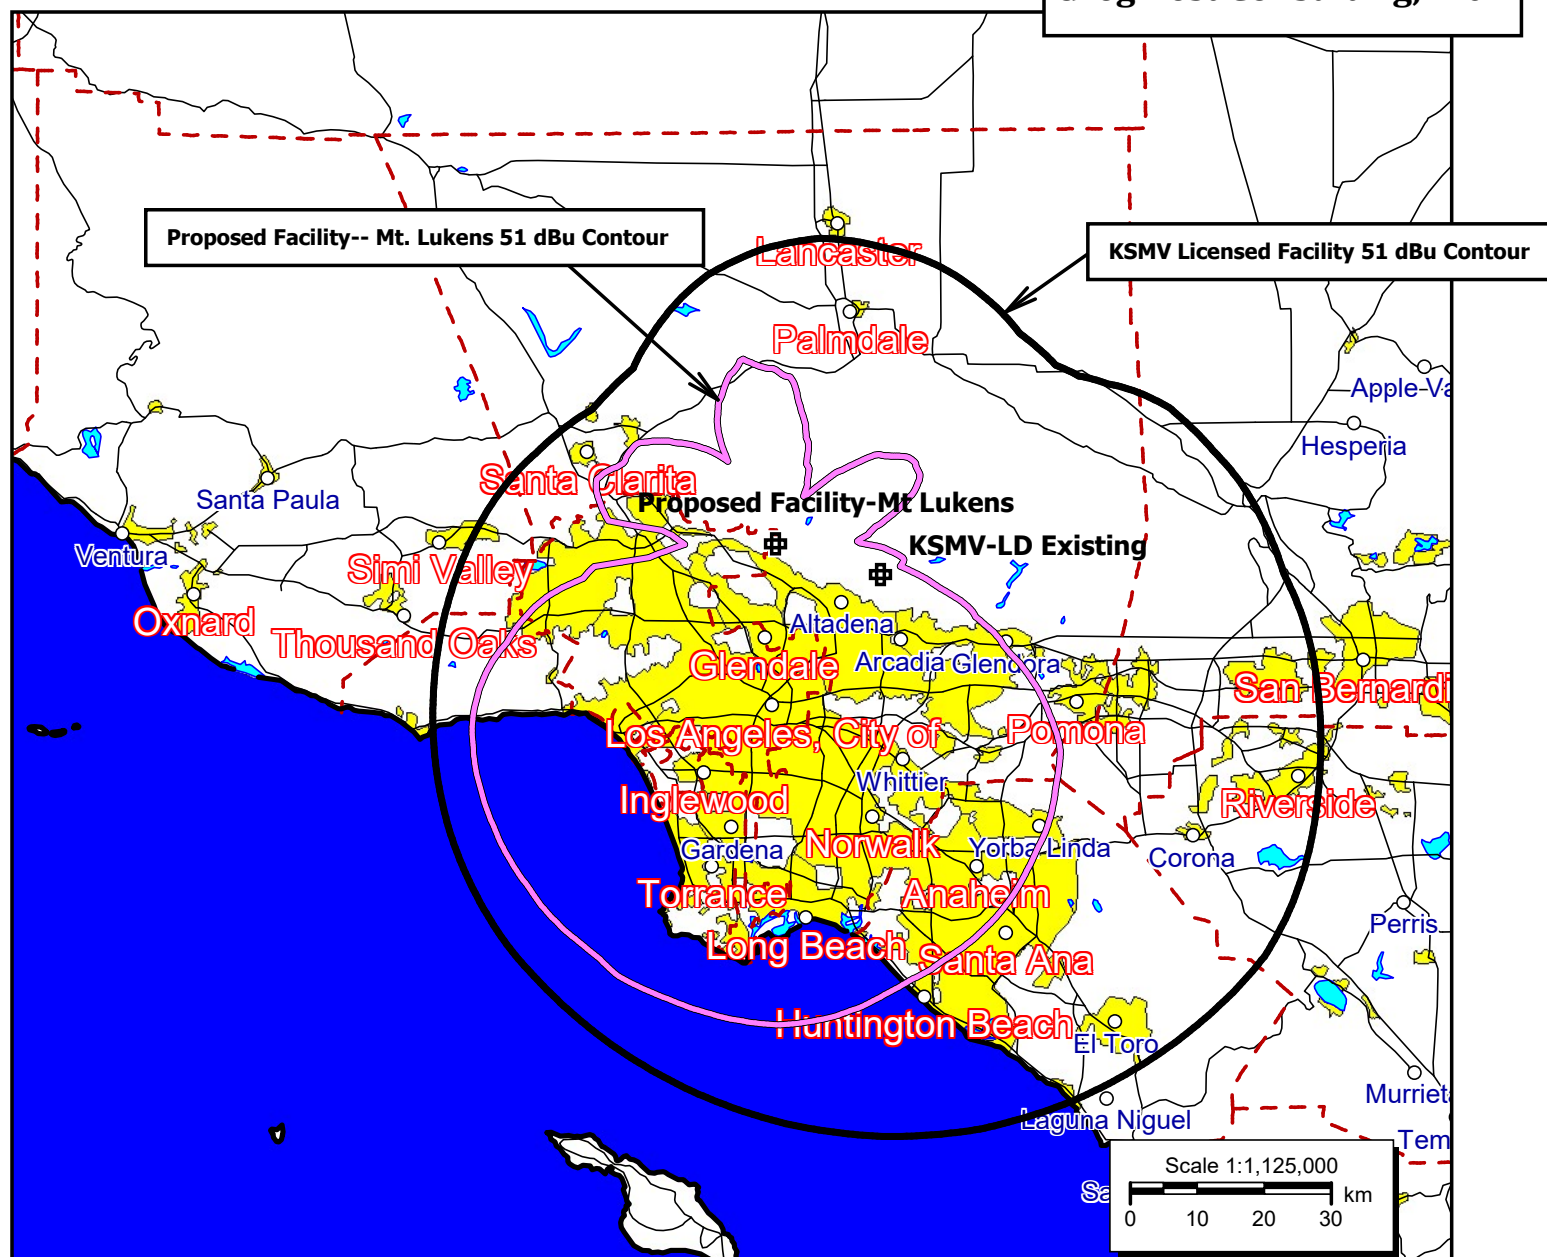 Proposed Facility-- Mt. Lukens 51 dBu Contour
KSMV Licensed Facility 51 dBu Contour
Lancaster
Palmdale
Apple Va
Hesperia
Santa Clarita
Santa Paula
Proposed Facility-Mt Lukens
KSMV-LD Existing
Ventura
Simi Valley
Oxnard
Thousand Oaks
Altadena
Glendale
Arcadia
Glendora
San Bernardi
Los Angeles, City of
Pomona
Whittier
Inglewood
Riverside
Gardena
Norwalk
Yorba Linda
Corona
Torrance
Anaheim
Perris
Long Beach
Santa Ana
Huntington Beach
El Toro
Laguna Niguel
Murriet
Tem
Sa
Scale 1:1,125,000
km
0 10 20 30